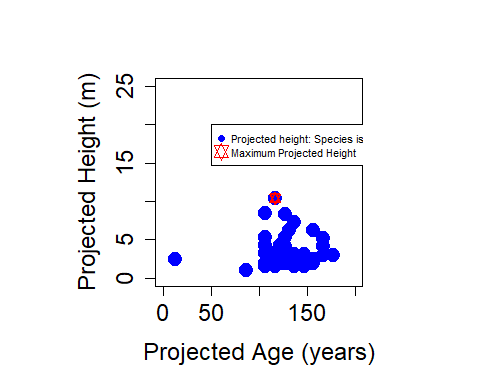 Projected Height (m)
25
15
5
0
Projected height: Species is
Maximum Projected Height
0
50
150
Projected Age (years)